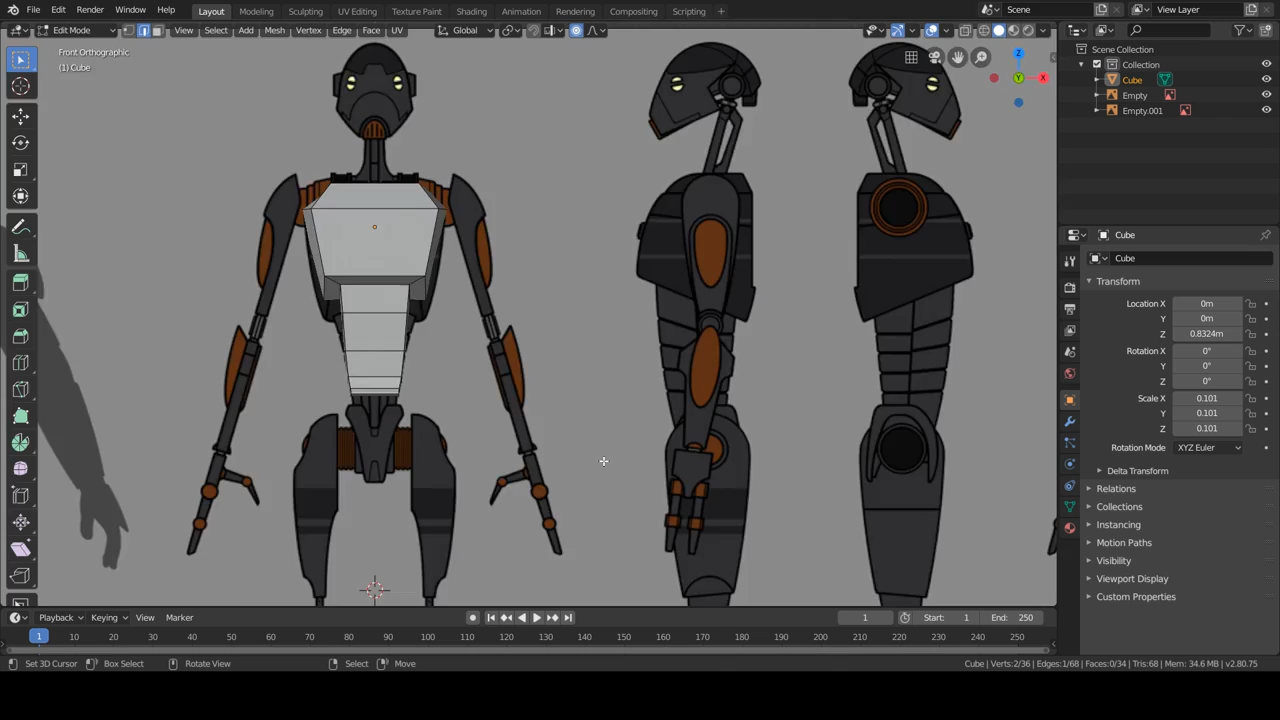 File Edit Render Window Help Layout Modeling Sculpting UV Editing Texture Paint Shading Animation Rendering Compositing Scripting + Scene View Layer
Edit Mode View Select Add Mesh Vertex Edge Face UV Global
Front Orthographic
(1) Cube
Z
Y
X
Scene Collection
Collection
Cube
Empty
Empty.001
Cube
Cube
Transform
Location X 0m
Y 0m
Z 0.8324m
Rotation X 0°
Y 0°
Z 0°
Scale X 0.101
Y 0.101
Z 0.101
Rotation Mode XYZ Euler
Delta Transform
Relations
Collections
Instancing
Motion Paths
Visibility
Viewport Display
Custom Properties
Playback Keying View Marker 1 Start: 1 End: 250
1 10 20 30 40 50 60 70 80 90 100 110 120 130 140 150 160 170 180 190 200 210 220 230 240 250
Set 3D Cursor Box Select Rotate View Select Move Cube | Verts:2/36 | Edges:1/68 | Faces:0/34 | Tris:68 | Mem: 34.6 MB | v2.80.75